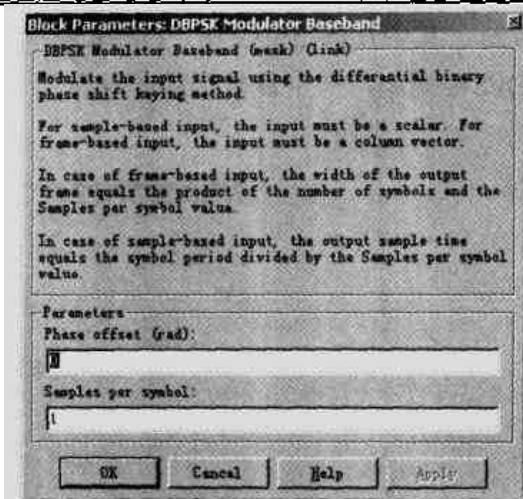 Block Parameters: DBPSK Modulator Baseband
DBPSK Modulator Baseband (mask) (link)
Modulate the input signal using the differential binary
phase shift keying method.
For sample-based input, the input must be a scalar. For
frame-based input, the input must be a column vector.
In case of frame-based input, the width of the output
frame equals the product of the number of symbols and the
Samples per symbol value.
In case of sample-based input, the output sample time
equals the symbol period divided by the Samples per symbol
value.
Parameters
Phase offset (rad):
0
Samples per symbol:
1
OK Cancel Help Apply